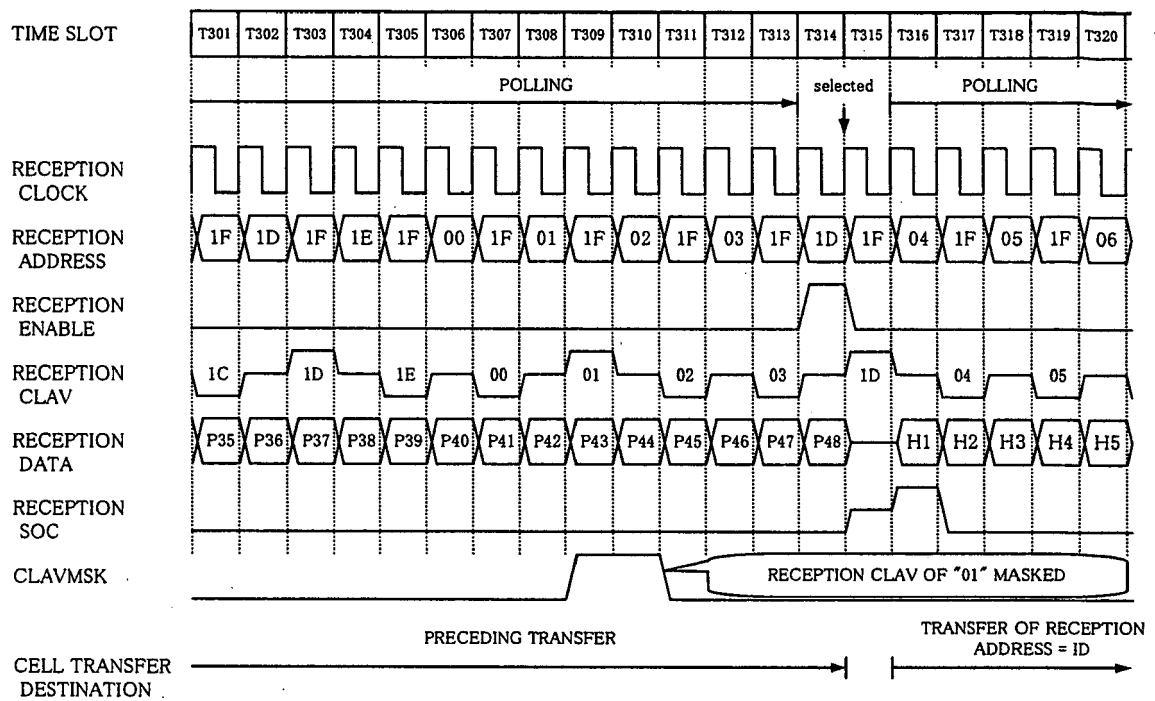 TIME SLOT T301 T302 T303 T304 T305 T306 T307 T308 T309 T310 T311 T312 T313 T314 T315 T316 T317 T318 T319 T320
POLLING selected POLLING
RECEPTION
CLOCK
RECEPTION
ADDRESS
1F 1D 1F 1E 1F 00 1F 01 1F 02 1F 03 1F 1D 1F 04 1F 05 1F 06
RECEPTION
ENABLE
RECEPTION
CLAV
1C 1D 1E 00 01 02 03 1D 04 05
RECEPTION
DATA
P35 P36 P37 P38 P39 P40 P41 P42 P43 P44 P45 P46 P47 P48 H1 H2 H3 H4 H5
RECEPTION
SOC
CLAVMSK RECEPTION CLAV OF "01" MASKED
PRECEDING TRANSFER
TRANSFER OF RECEPTION
ADDRESS = ID
CELL TRANSFER
DESTINATION